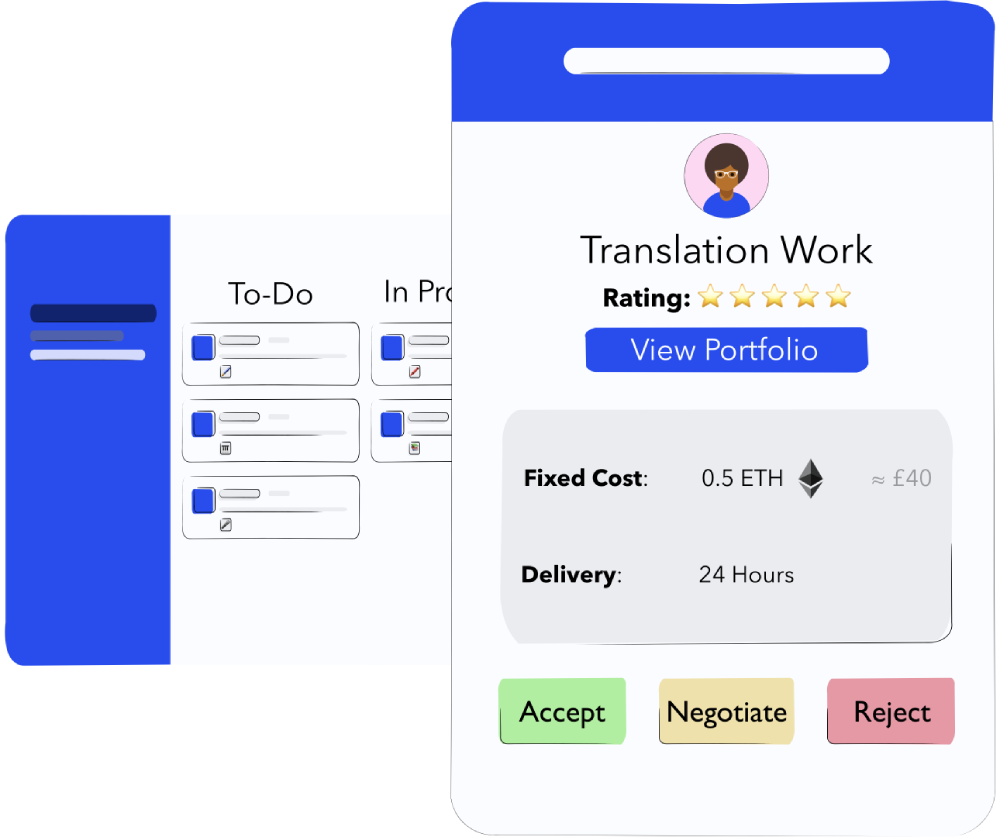 To-Do
In Pro
Translation Work
Rating:
View Portfolio
Fixed Cost: 0.5 ETH ≈ £40
Delivery: 24 Hours
Accept Negotiate Reject